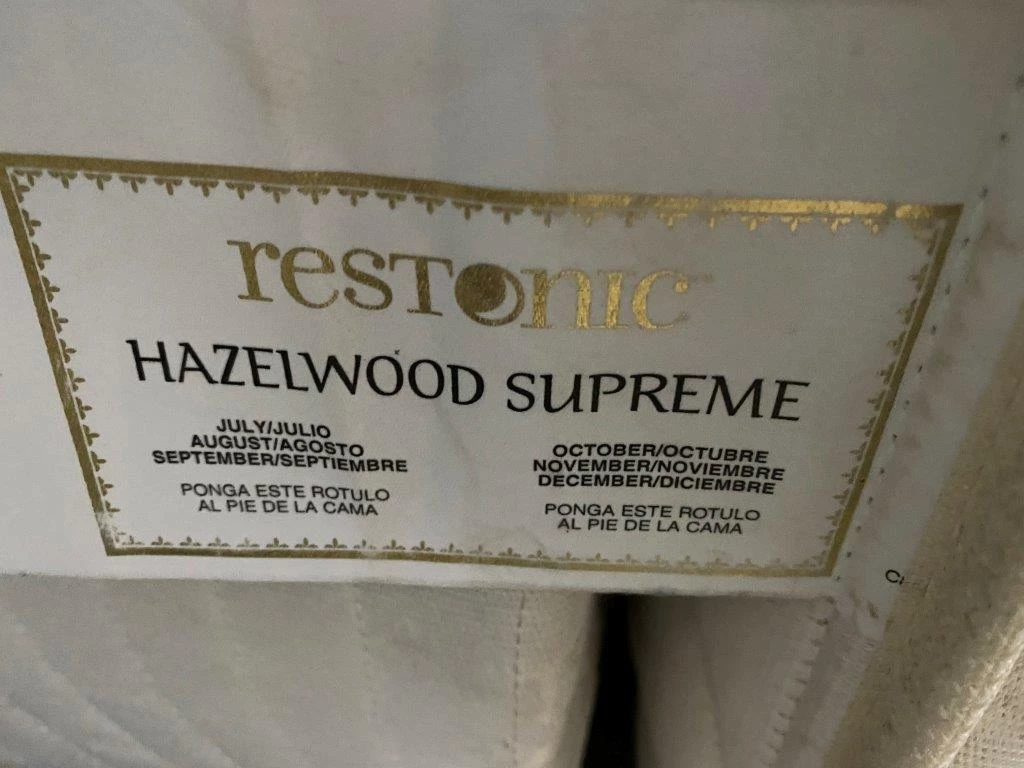 resTonic
HAZELWOOD SUPREME
JULY/JULIO
AUGUST/AGOSTO
SEPTEMBER/SEPTIEMBRE
PONGA ESTE ROTULO
AL PIE DE LA CAMA
OCTOBER/OCTUBRE
NOVEMBER/NOVIEMBRE
DECEMBER/DICIEMBRE
PONGA ESTE ROTULO
AL PIE DE LA CAMA